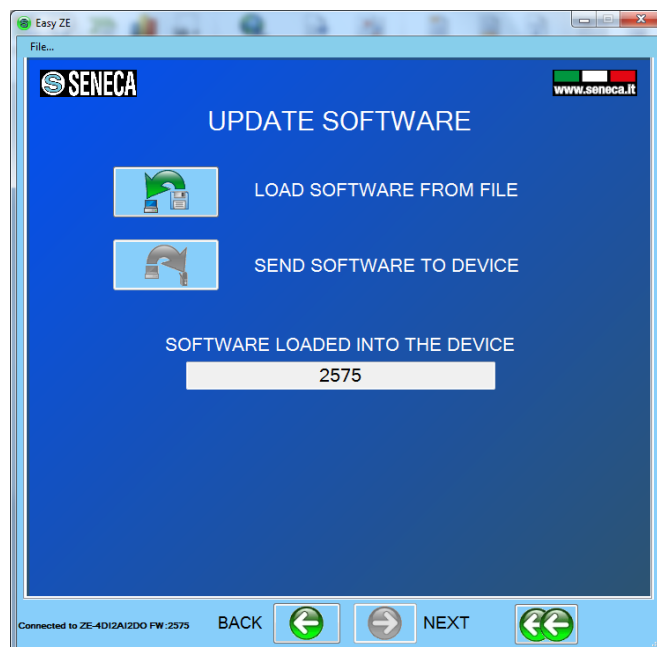 Easy ZE
File...
SENECA
www.seneca.it
UPDATE SOFTWARE
LOAD SOFTWARE FROM FILE
SEND SOFTWARE TO DEVICE
SOFTWARE LOADED INTO THE DEVICE
2575
Connected to ZE-4DI2AI2DO FW:2575
BACK
NEXT